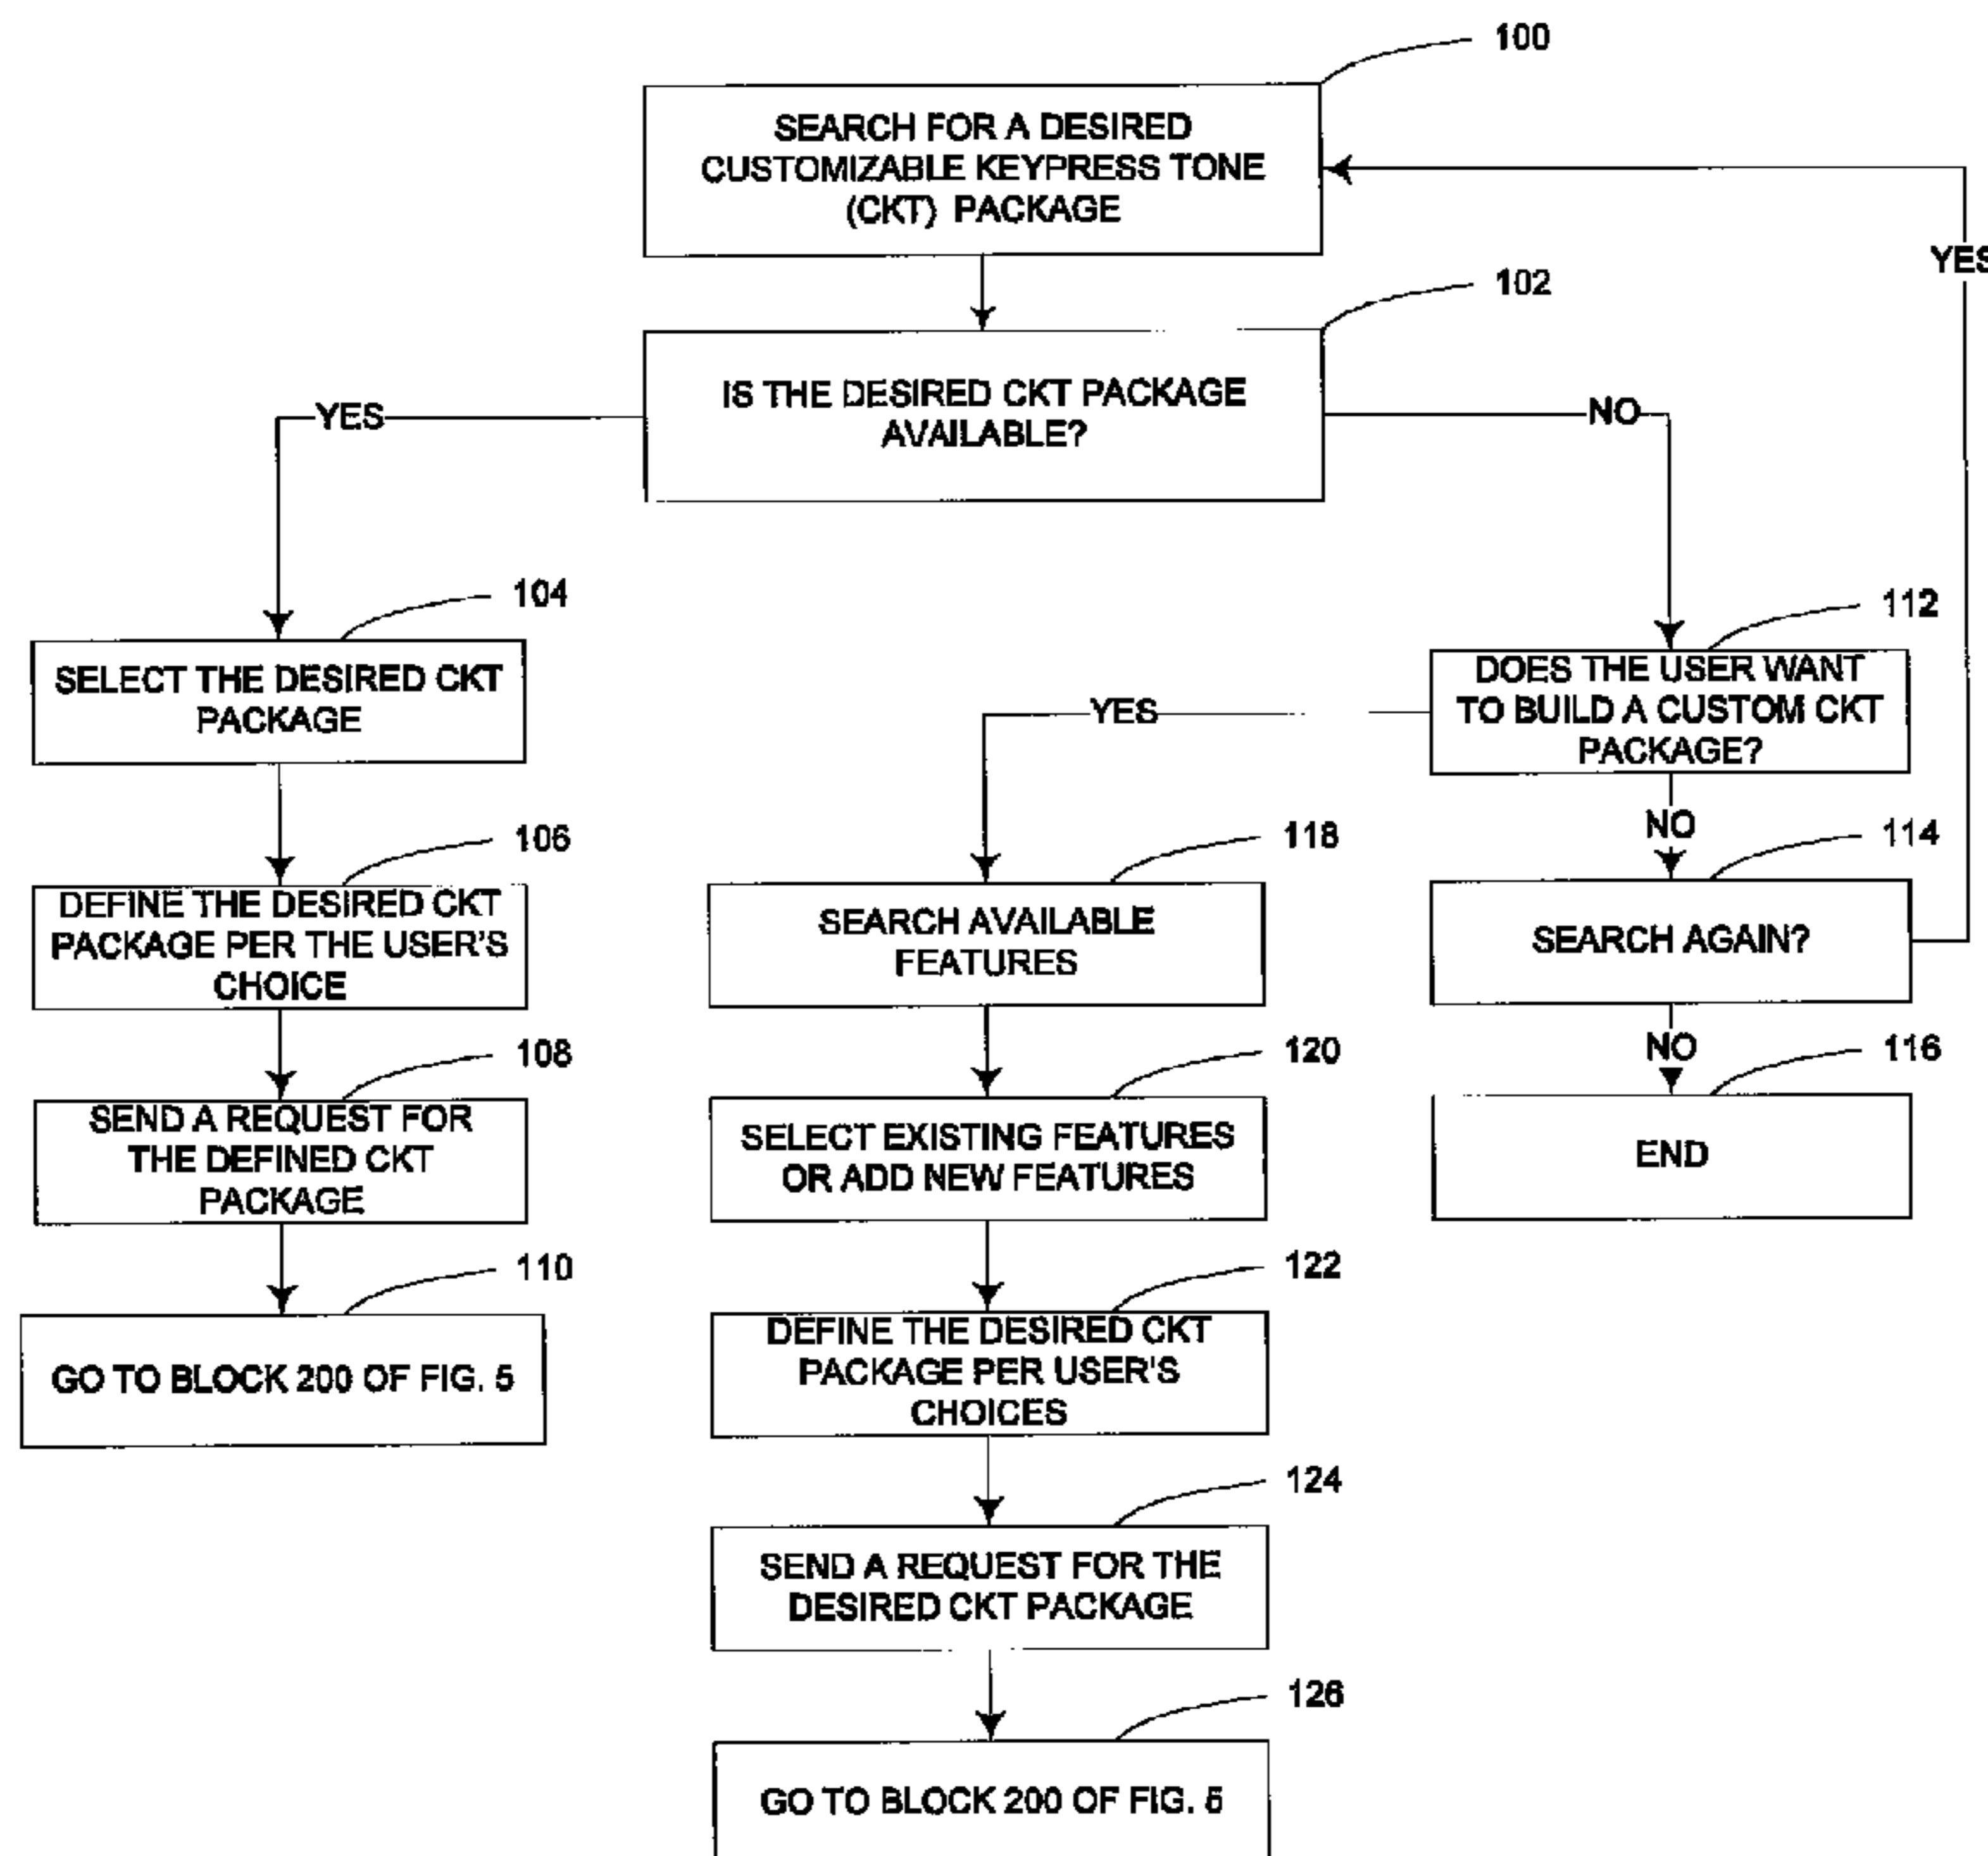 100
SEARCH FOR A DESIRED
CUSTOMIZABLE KEYPRESS TONE
(CKT) PACKAGE
YES
102
IS THE DESIRED CKT PACKAGE
AVAILABLE?
YES
NO
104
SELECT THE DESIRED CKT
PACKAGE
112
DOES THE USER WANT
TO BUILD A CUSTOM CKT
PACKAGE?
YES
NO
106
DEFINE THE DESIRED CKT
PACKAGE PER THE USER'S
CHOICE
118
SEARCH AVAILABLE
FEATURES
114
SEARCH AGAIN?
NO
108
SEND A REQUEST FOR
THE DEFINED CKT
PACKAGE
120
SELECT EXISTING FEATURES
OR ADD NEW FEATURES
116
END
110
GO TO BLOCK 200 OF FIG. 5
122
DEFINE THE DESIRED CKT
PACKAGE PER USER'S
CHOICES
124
SEND A REQUEST FOR THE
DESIRED CKT PACKAGE
126
GO TO BLOCK 200 OF FIG. 5